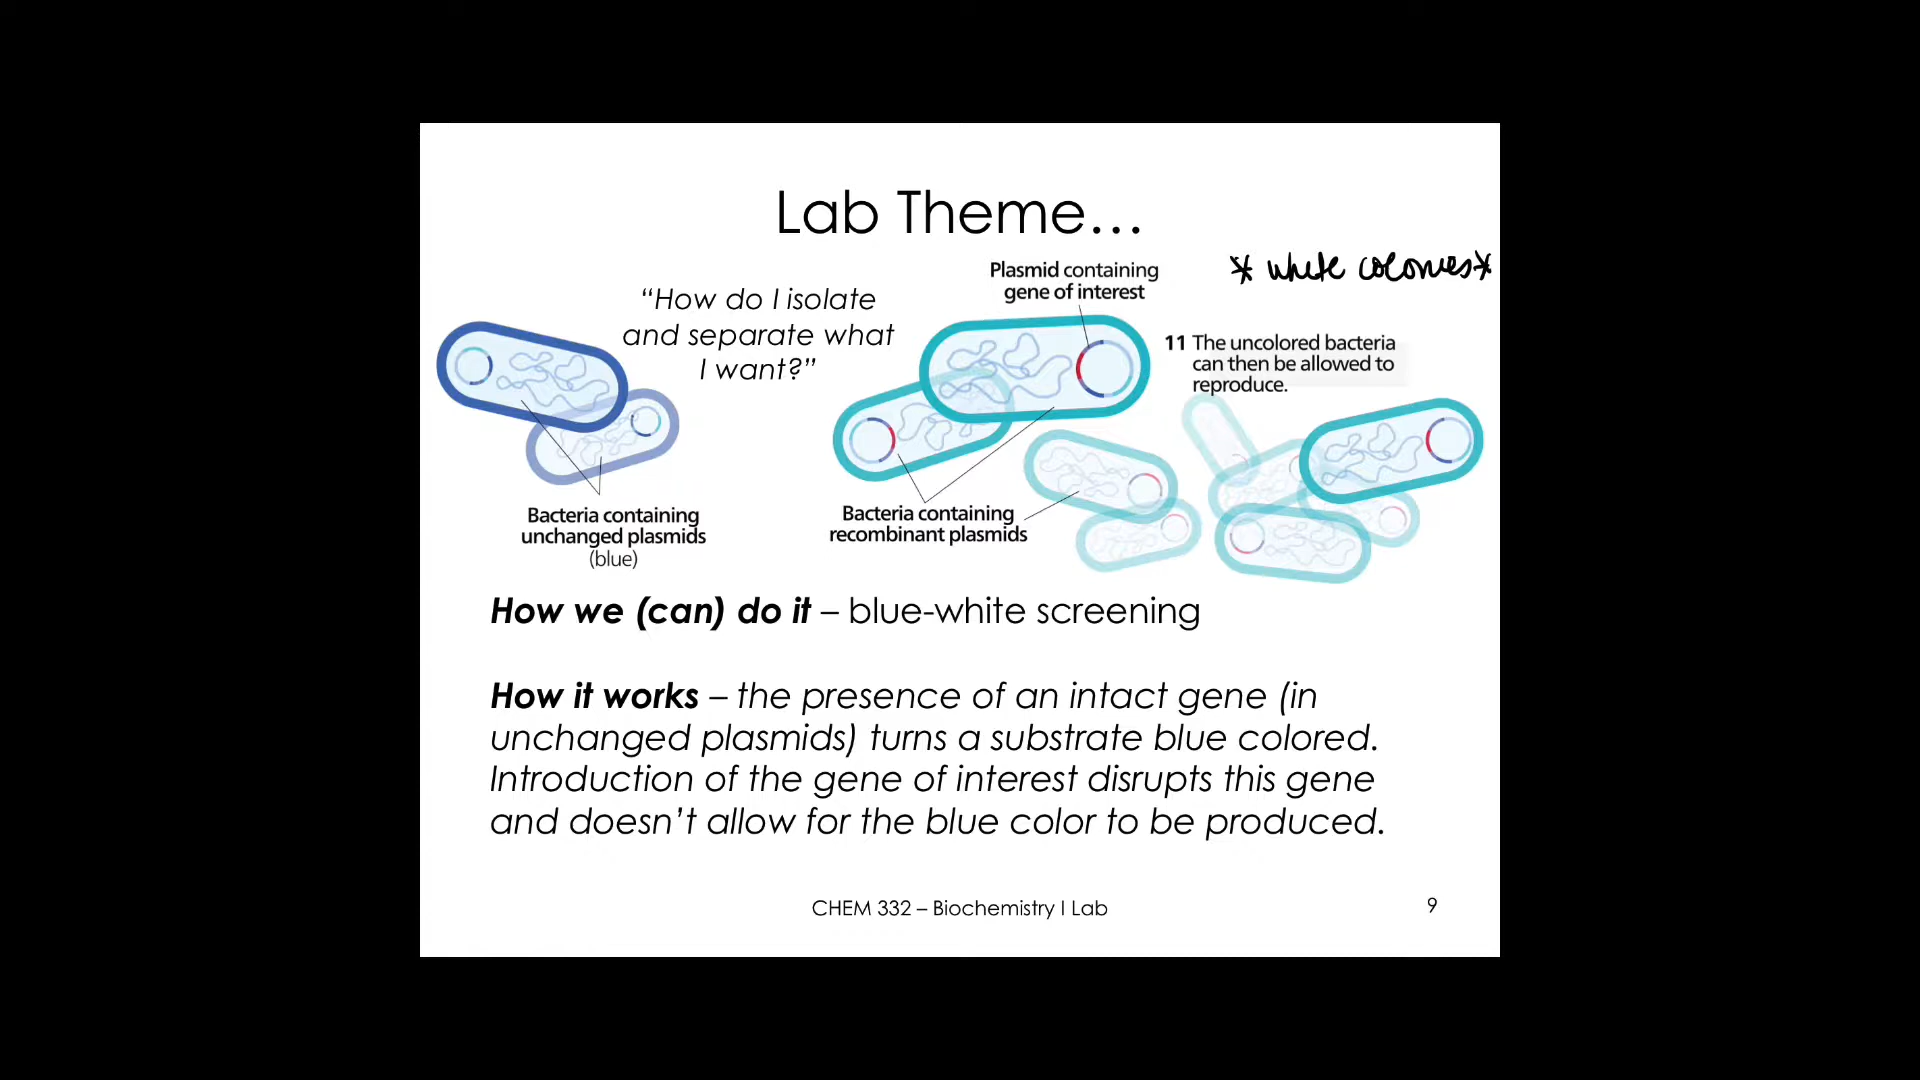 Lab Theme…
* white colonies*
Plasmid containing
gene of interest
“How do I isolate
and separate what
I want?”
11 The uncolored bacteria
can then be allowed to
reproduce.
Bacteria containing
unchanged plasmids
(blue)
Bacteria containing
recombinant plasmids
How we (can) do it – blue-white screening
How it works – the presence of an intact gene (in
unchanged plasmids) turns a substrate blue colored.
Introduction of the gene of interest disrupts this gene
and doesn’t allow for the blue color to be produced.
CHEM 332 – Biochemistry I Lab
9